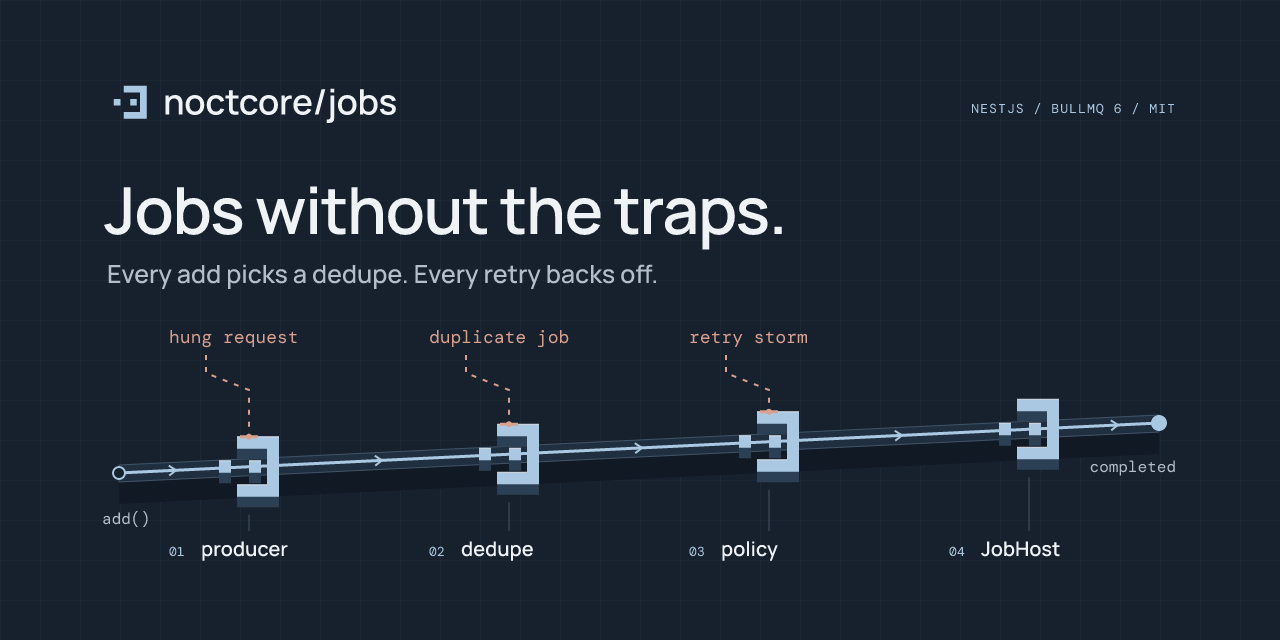 noctcore/jobs
NESTJS / BULLMQ 6 / MIT
Jobs without the traps.
Every add picks a dedupe. Every retry backs off.
hung request
duplicate job
retry storm
completed
add()
01 producer
02 dedupe
03 policy
04 JobHost